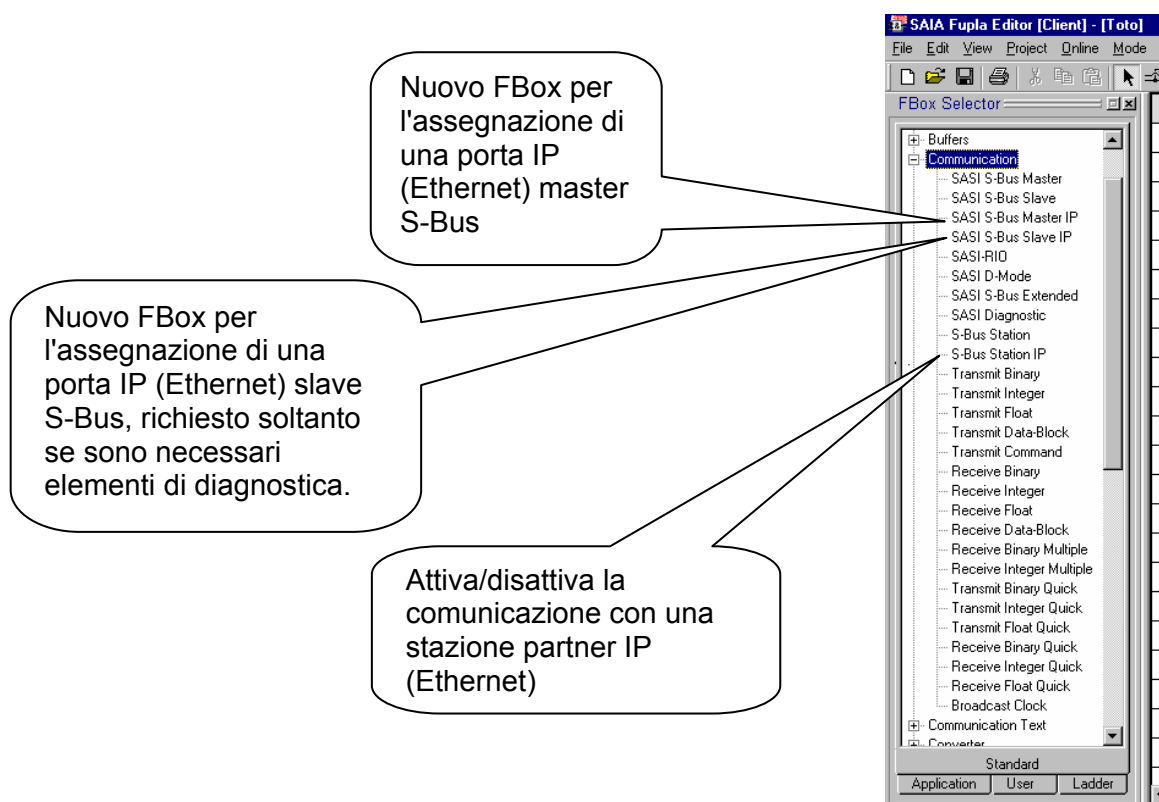 Nuovo FBox per
l'assegnazione di
una porta IP
(Ethernet) master
S-Bus
Nuovo FBox per
l'assegnazione di una
porta IP (Ethernet) slave
S-Bus, richiesto soltanto
se sono necessari
elementi di diagnostica.
Attiva/disattiva la
comunicazione con una
stazione partner IP
(Ethernet)
SAIA Fupla Editor [Client] - [Toto]
File Edit View Project Online Mode
FBox Selector
Buffers
Communication
SASI S-Bus Master
SASI S-Bus Slave
SASI S-Bus Master IP
SASI S-Bus Slave IP
SASI-RIO
SASI D-Mode
SASI S-Bus Extended
SASI Diagnostic
S-Bus Station
S-Bus Station IP
Transmit Binary
Transmit Integer
Transmit Float
Transmit Data-Block
Transmit Command
Receive Binary
Receive Integer
Receive Float
Receive Data-Block
Receive Binary Multiple
Receive Integer Multiple
Transmit Binary Quick
Transmit Integer Quick
Transmit Float Quick
Receive Binary Quick
Receive Integer Quick
Receive Float Quick
Broadcast Clock
Communication Text
Converter
Standard
Application User Ladder